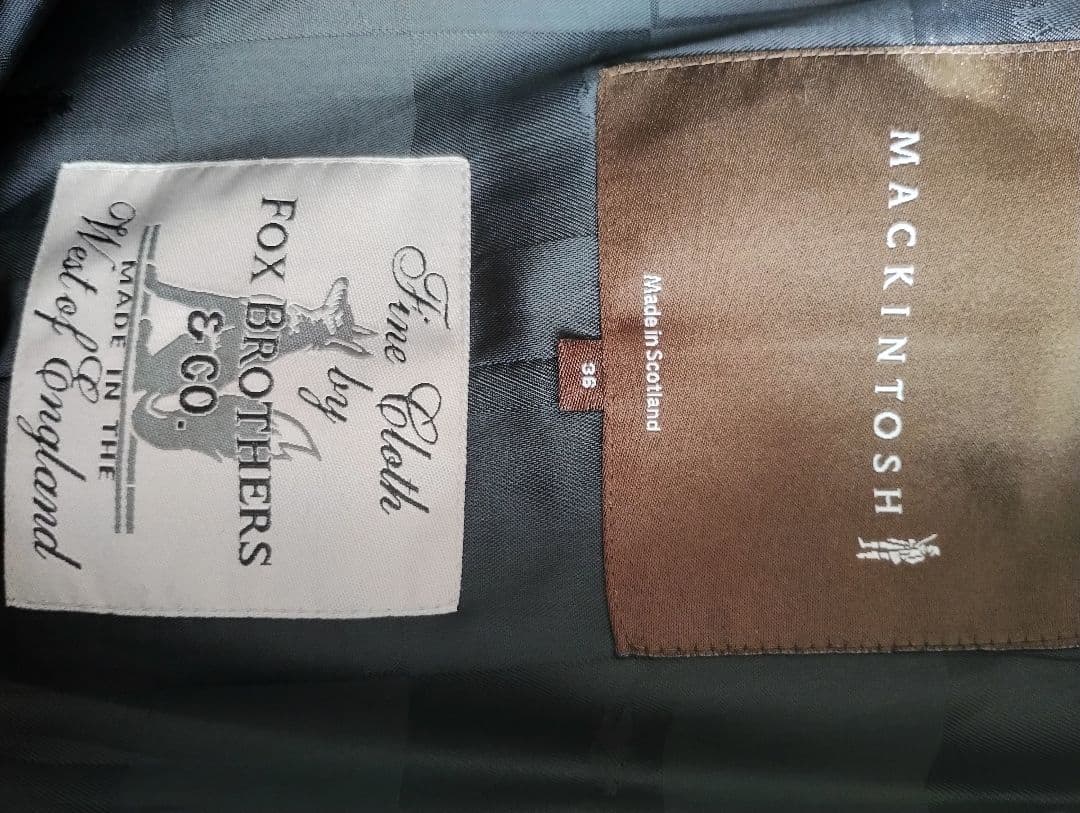 MACKINTOSH
Made in Scotland
36
Fine Cloth
by
FOX BROTHERS
& CO.
MADE IN THE
West of England